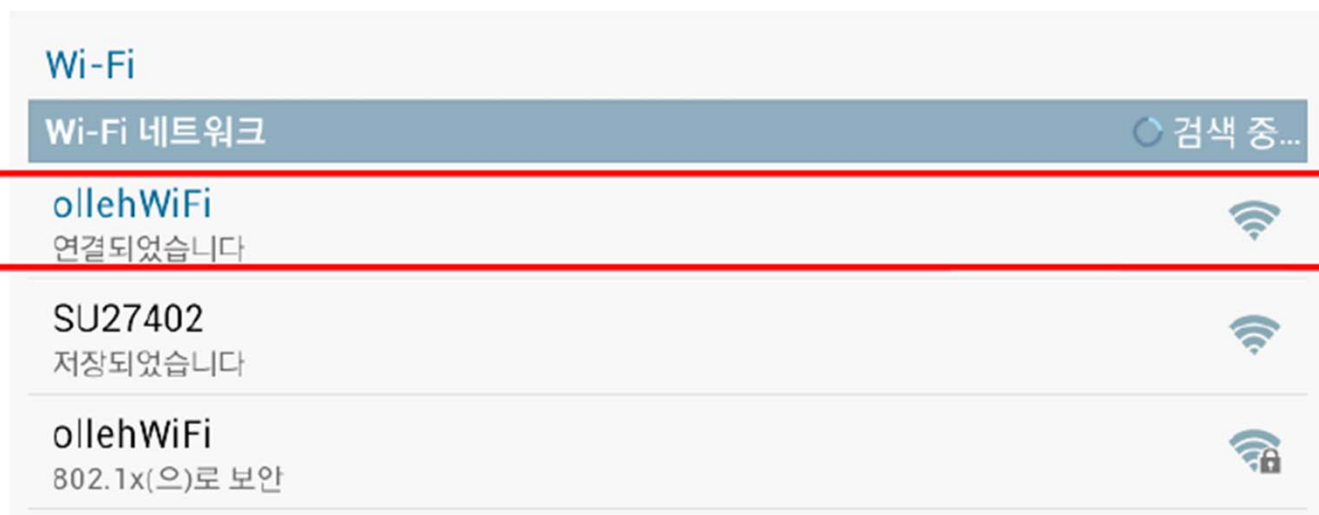 Wi-Fi
Wi-Fi 네트워크 검색 중...
ollehWiFi
연결되었습니다
SU27402
저장되었습니다
ollehWiFi
802.1x(으)로 보안